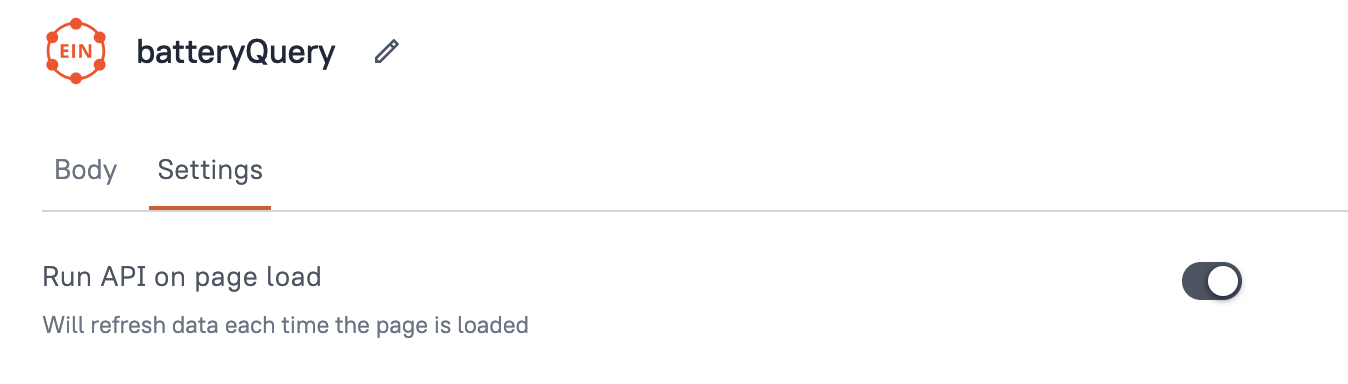 EIN
batteryQuery
Body Settings
Run API on page load
Will refresh data each time the page is loaded